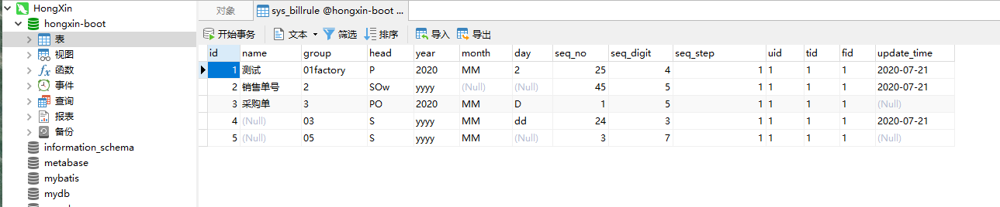 HongXin
hongxin-boot
表
视图
函数
事件
查询
报表
备份
information_schema
metabase
mybatis
mydb
对象 sys_billrule @hongxin-boot ...
开始事务 文本 筛选 排序 导入 导出
id name group head year month day seq_no seq_digit seq_step uid tid fid update_time
1 测试 01factory P 2020 MM 2 25 4 1 1 1 1 2020-07-21
2 销售单号 2 SOw yyyy (Null) (Null) 45 5 1 1 1 1 2020-07-21
3 采购单 3 PO 2020 MM D 1 5 1 1 1 1 (Null)
4 (Null) 03 S yyyy MM dd 24 3 1 1 1 1 2020-07-21
5 (Null) 05 S yyyy MM (Null) 3 7 1 1 1 1 (Null)